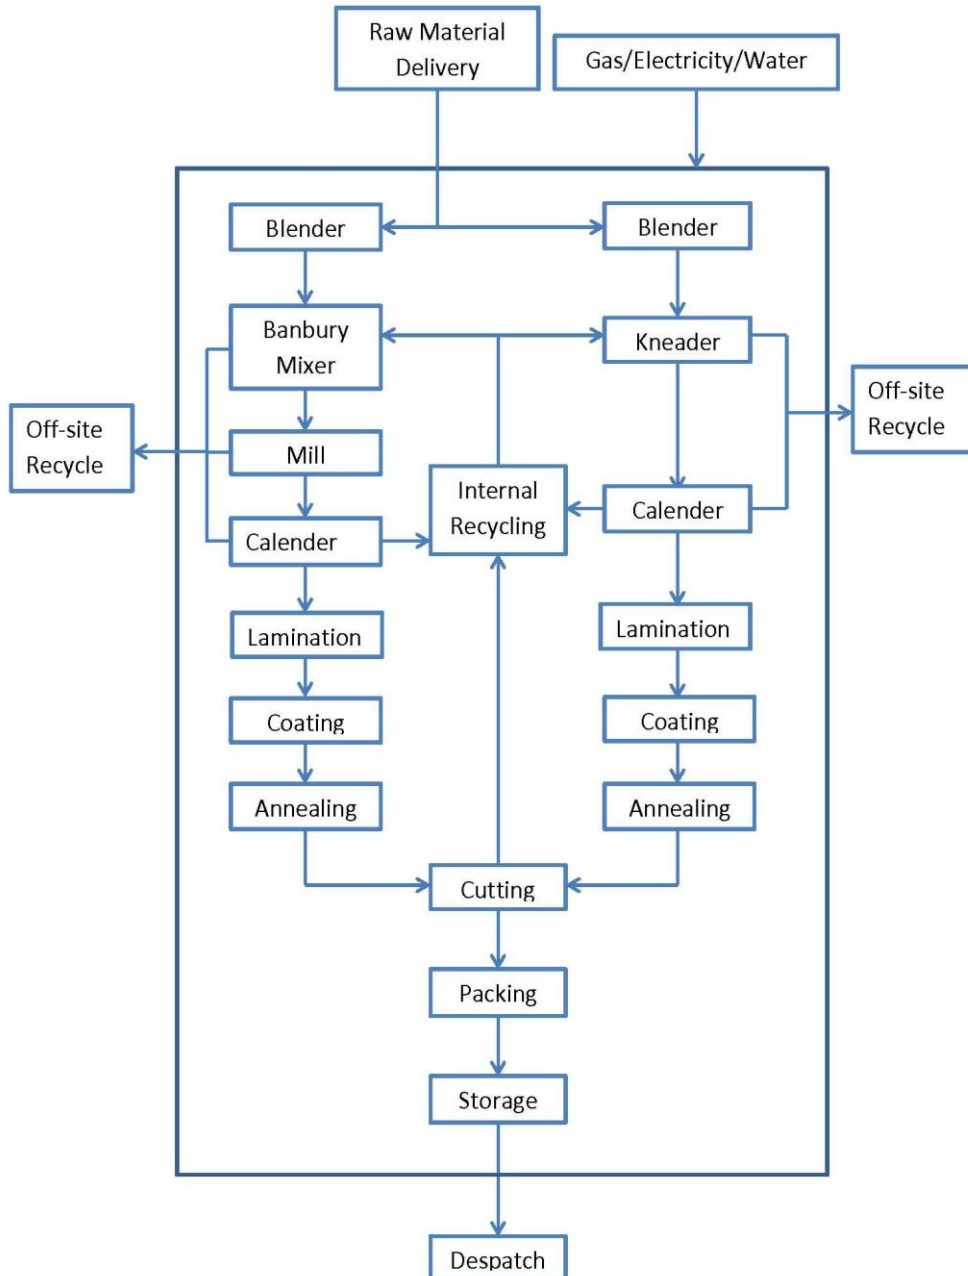 Raw Material
Delivery
Gas/Electricity/Water
Blender
Blender
Banbury
Mixer
Kneader
Off-site
Recycle
Off-site
Recycle
Mill
Internal
Recycling
Calender
Calender
Lamination
Lamination
Coating
Coating
Annealing
Annealing
Cutting
Packing
Storage
Despatch